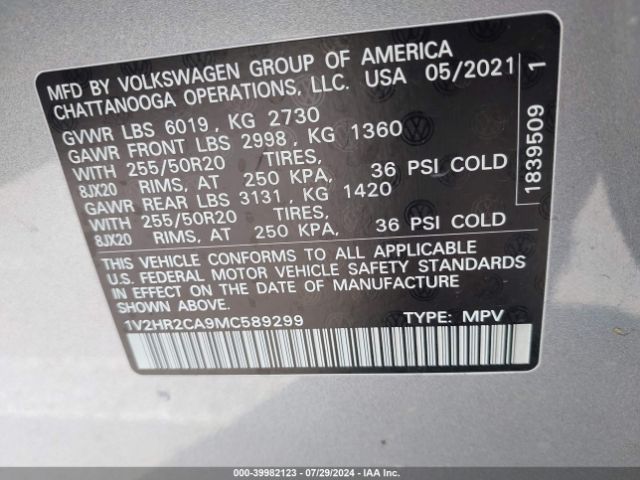 MFD BY VOLKSWAGEN GROUP OF AMERICA
CHATTANOOGA OPERATIONS, LLC. USA 05/2021
GVWR LBS 6019, KG 2730
GAWR FRONT LBS 2998, KG 1360
WITH 255/50R20 TIRES,
8JX20 RIMS, AT 250 KPA, 36 PSI COLD
GAWR REAR LBS 3131, KG 1420
WITH 255/50R20 TIRES,
8JX20 RIMS, AT 250 KPA, 36 PSI COLD
THIS VEHICLE CONFORMS TO ALL APPLICABLE
U.S. FEDERAL MOTOR VEHICLE SAFETY STANDARDS
IN EFFECT ON THE DATE OF MANUFACTURE
SHOWN ABOVE.
1V2HR2CA9MC589299 TYPE: MPV
1839509 1
000-39982123 | 07/29/2024 | IAA Inc.